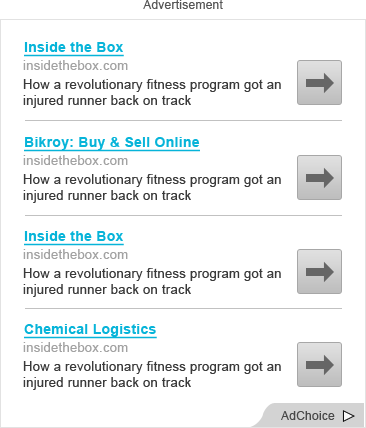 Advertisement
Inside the Box
insidethebox.com
How a revolutionary fitness program got an
injured runner back on track
Bikroy: Buy & Sell Online
insidethebox.com
How a revolutionary fitness program got an
injured runner back on track
Inside the Box
insidethebox.com
How a revolutionary fitness program got an
injured runner back on track
Chemical Logistics
insidethebox.com
How a revolutionary fitness program got an
injured runner back on track
AdChoice